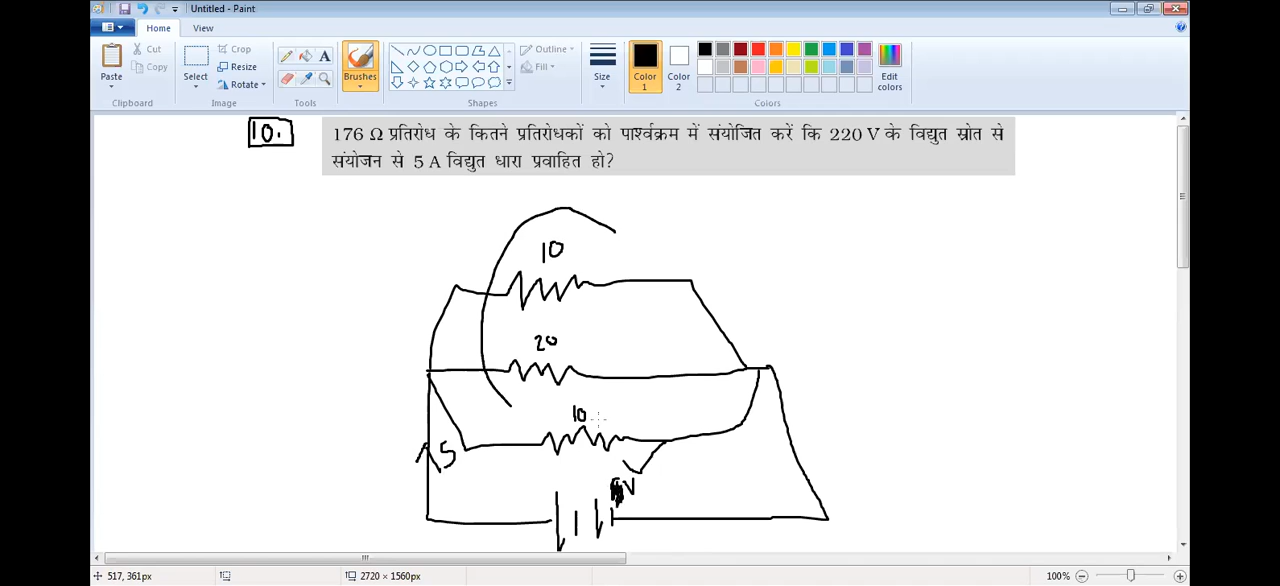 Untitled - Paint
Home View
Cut
Copy
Paste
Clipboard
Select
Crop
Resize
Rotate
Image
A
Tools
Brushes
Shapes
Outline
Fill
Size
Color 1
Color 2
Edit colors
Colors
10.
176 Ω प्रतिरोध के कितने प्रतिरोधकों को पार्श्वक्रम में संयोजित करें कि 220 V के विद्युत स्रोत से
संयोजन से 5 A विद्युत धारा प्रवाहित हो?
10
20
10
5
V
517, 361px
2720 × 1560px
100%